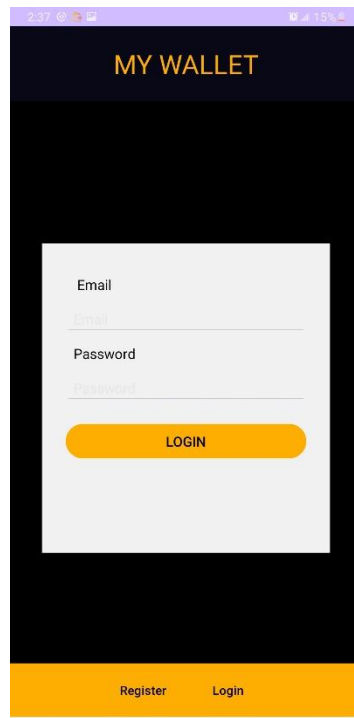 2:37 15%
MY WALLET
Email
Email
Password
Password
LOGIN
Register Login